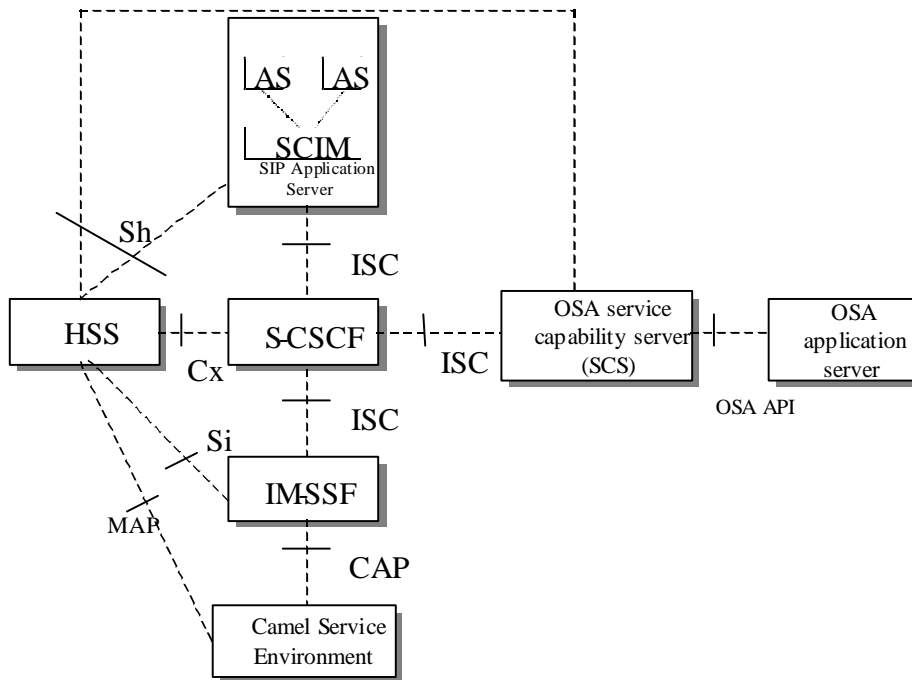 AS AS
SCIM
SIP Application
Server
Sh
ISC
HSS
S-CSCF
OSA service
capability server
(SCS)
OSA
application
server
Cx
ISC
OSA API
ISC
Si
IM-SSF
MAP
CAP
Camel Service
Environment